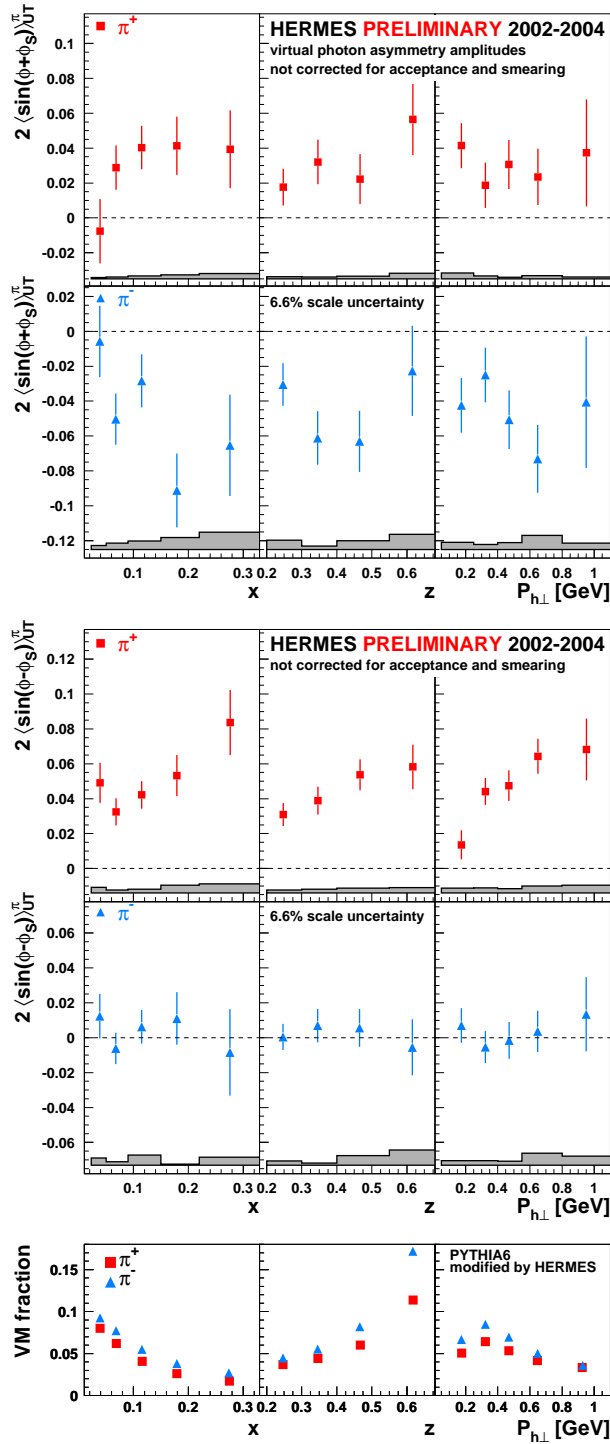 HERMES PRELIMINARY 2002-2004
virtual photon asymmetry amplitudes
not corrected for acceptance and smearing
π+
2 ⟨sin(ϕ+ϕS)⟩πUT
0.1
0.08
0.06
0.04
0.02
0
-0.02
π-
6.6% scale uncertainty
2 ⟨sin(ϕ+ϕS)⟩πUT
0.02
0
-0.02
-0.04
-0.06
-0.08
-0.1
-0.12
0.1 0.2 0.3 0.2 0.3 0.4 0.5 0.6 0.2 0.4 0.6 0.8 1
x z Ph⊥ [GeV]
HERMES PRELIMINARY 2002-2004
not corrected for acceptance and smearing
π+
2 ⟨sin(ϕ-ϕS)⟩πUT
0.12
0.1
0.08
0.06
0.04
0.02
0
π-
6.6% scale uncertainty
2 ⟨sin(ϕ-ϕS)⟩πUT
0.06
0.04
0.02
0
-0.02
-0.04
-0.06
0.1 0.2 0.3 0.2 0.3 0.4 0.5 0.6 0.2 0.4 0.6 0.8 1
x z Ph⊥ [GeV]
π+
π-
PYTHIA6
modified by HERMES
VM fraction
0.15
0.1
0.05
0
0.1 0.2 0.3 0.2 0.3 0.4 0.5 0.6 0.2 0.4 0.6 0.8 1
x z Ph⊥ [GeV]